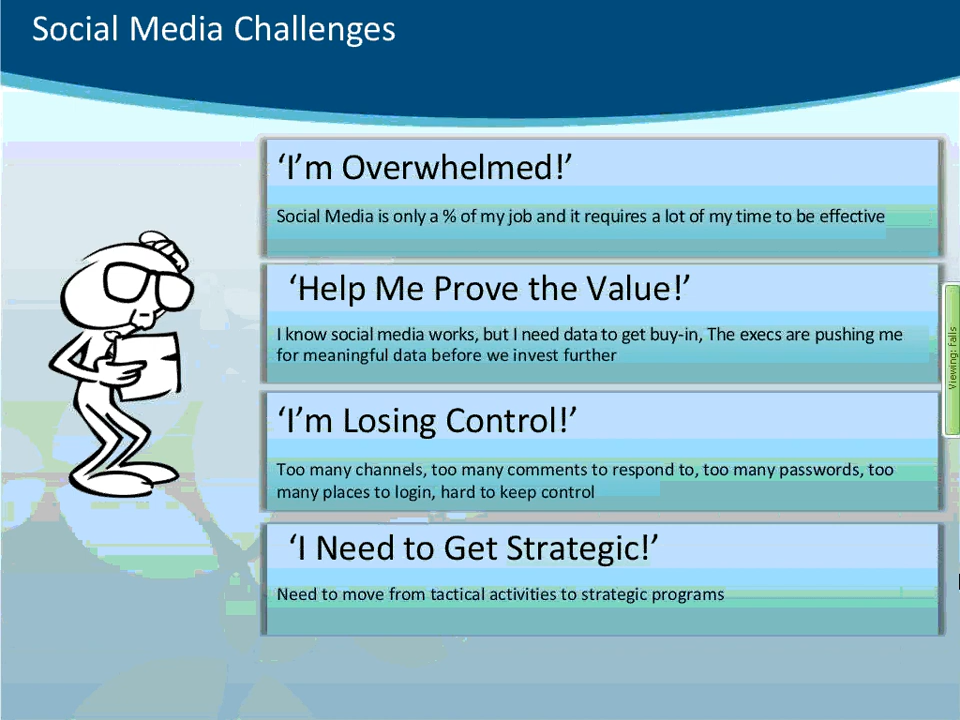 Social Media Challenges
‘I’m Overwhelmed!’
Social Media is only a % of my job and it requires a lot of my time to be effective
‘Help Me Prove the Value!’
I know social media works, but I need data to get buy-in, The execs are pushing me
for meaningful data before we invest further
‘I’m Losing Control!’
Too many channels, too many comments to respond to, too many passwords, too
many places to login, hard to keep control
‘I Need to Get Strategic!’
Need to move from tactical activities to strategic programs
Viewing: Falls